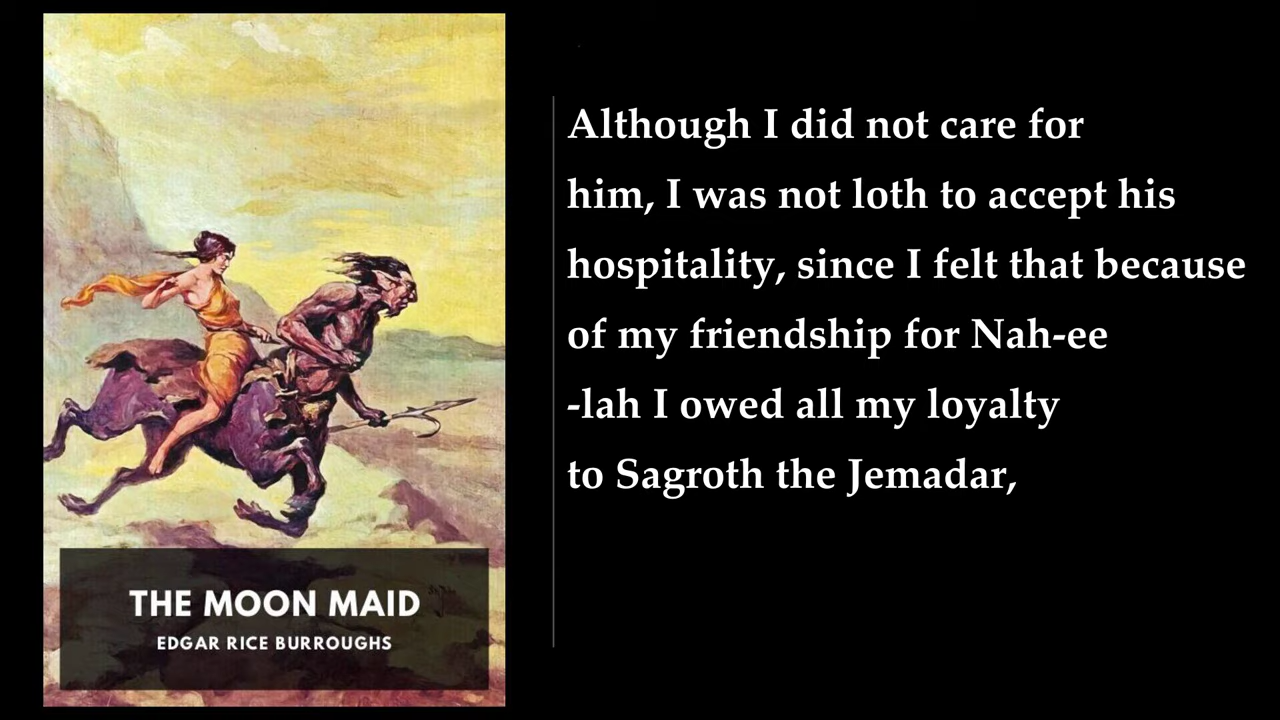 THE MOON MAID
EDGAR RICE BURROUGHS
Although I did not care for
him, I was not loth to accept his
hospitality, since I felt that because
of my friendship for Nah-ee
-lah I owed all my loyalty
to Sagroth the Jemadar,